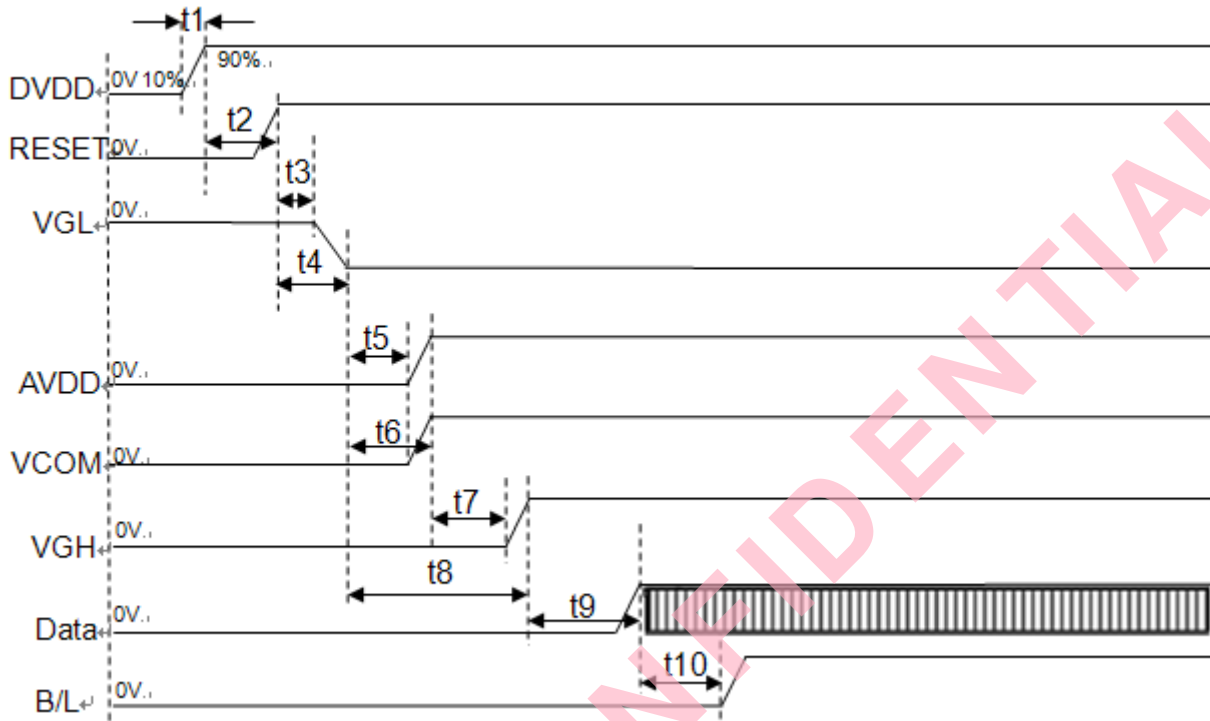 t1
DVDD 0V 10% 90%
t2
RESET 0V
t3
VGL 0V
t4
t5
AVDD 0V
t6
VCOM 0V
t7
VGH 0V
t8
t9
Data 0V
t10
B/L 0V
NFIDENTIAL